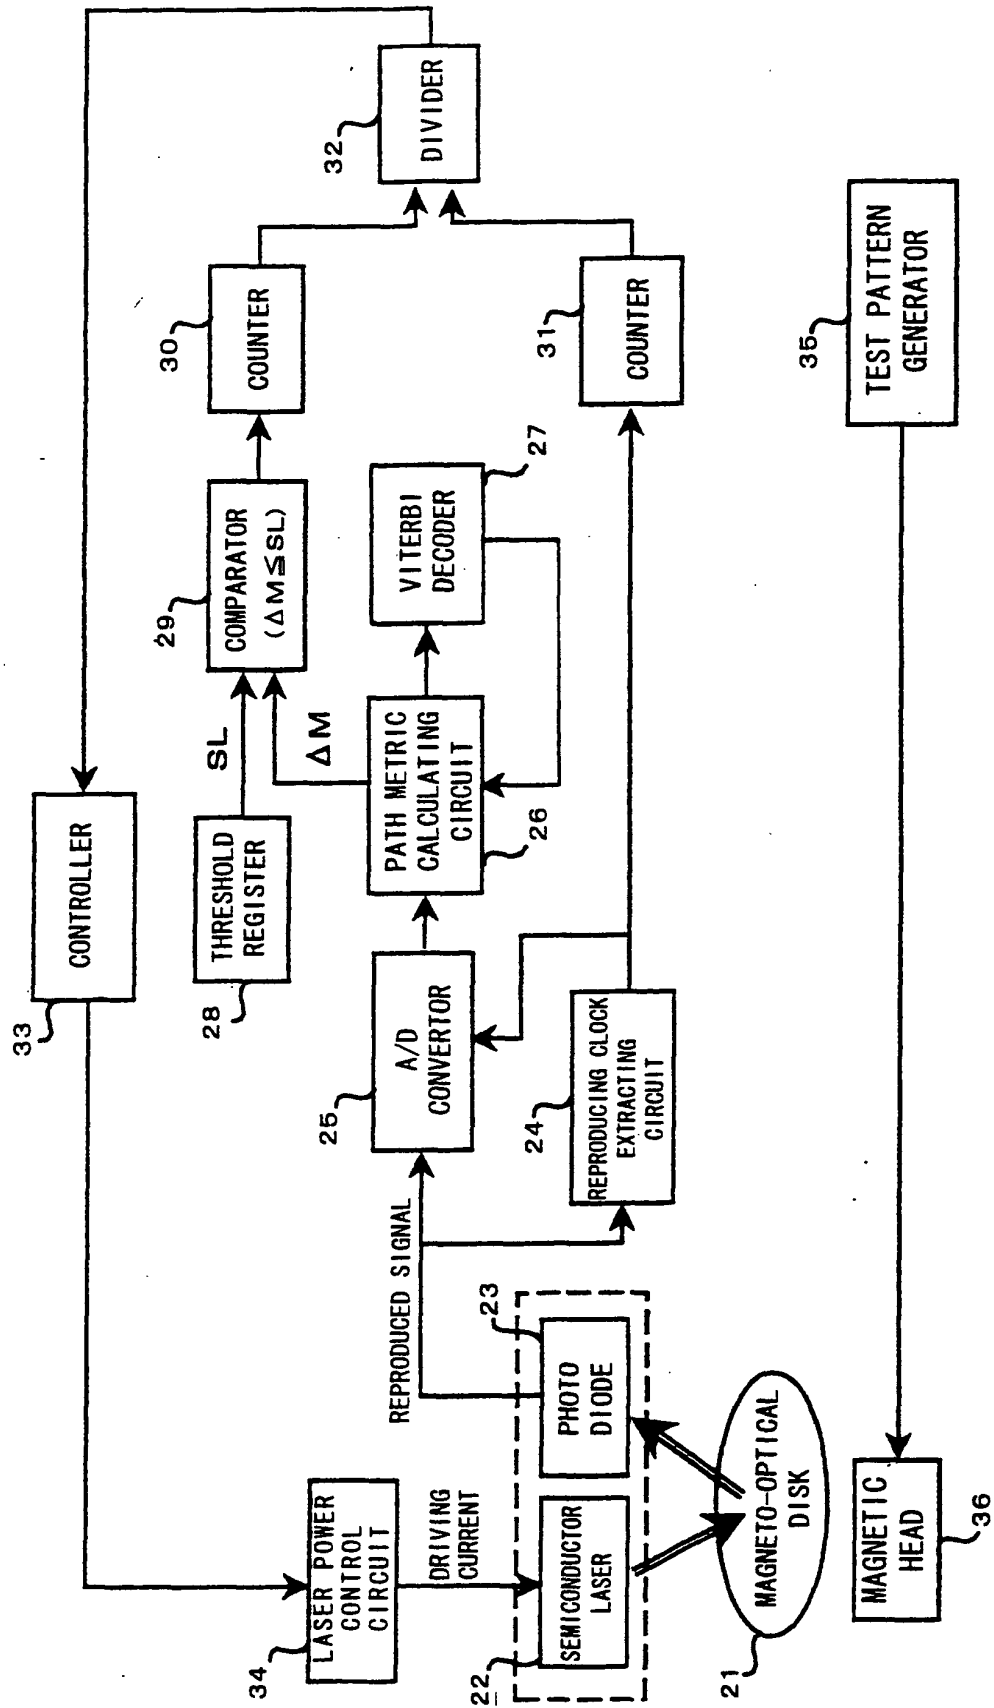 33
CONTROLLER
34
LASER POWER
CONTROL
CIRCUIT
DRIVING
CURRENT
22
SEMICONDUCTOR
LASER
23
PHOTO
DIODE
21
MAGNETO-OPTICAL
DISK
REPRODUCED SIGNAL
25
A/D
CONVERTOR
24
REPRODUCING CLOCK
EXTRACTING
CIRCUIT
28
THRESHOLD
REGISTER
SL
ΔM
26
PATH METRIC
CALCULATING
CIRCUIT
27
VITERBI
DECODER
29
COMPARATOR
(ΔM≦SL)
30
COUNTER
31
COUNTER
32
DIVIDER
35
TEST PATTERN
GENERATOR
36
MAGNETIC
HEAD